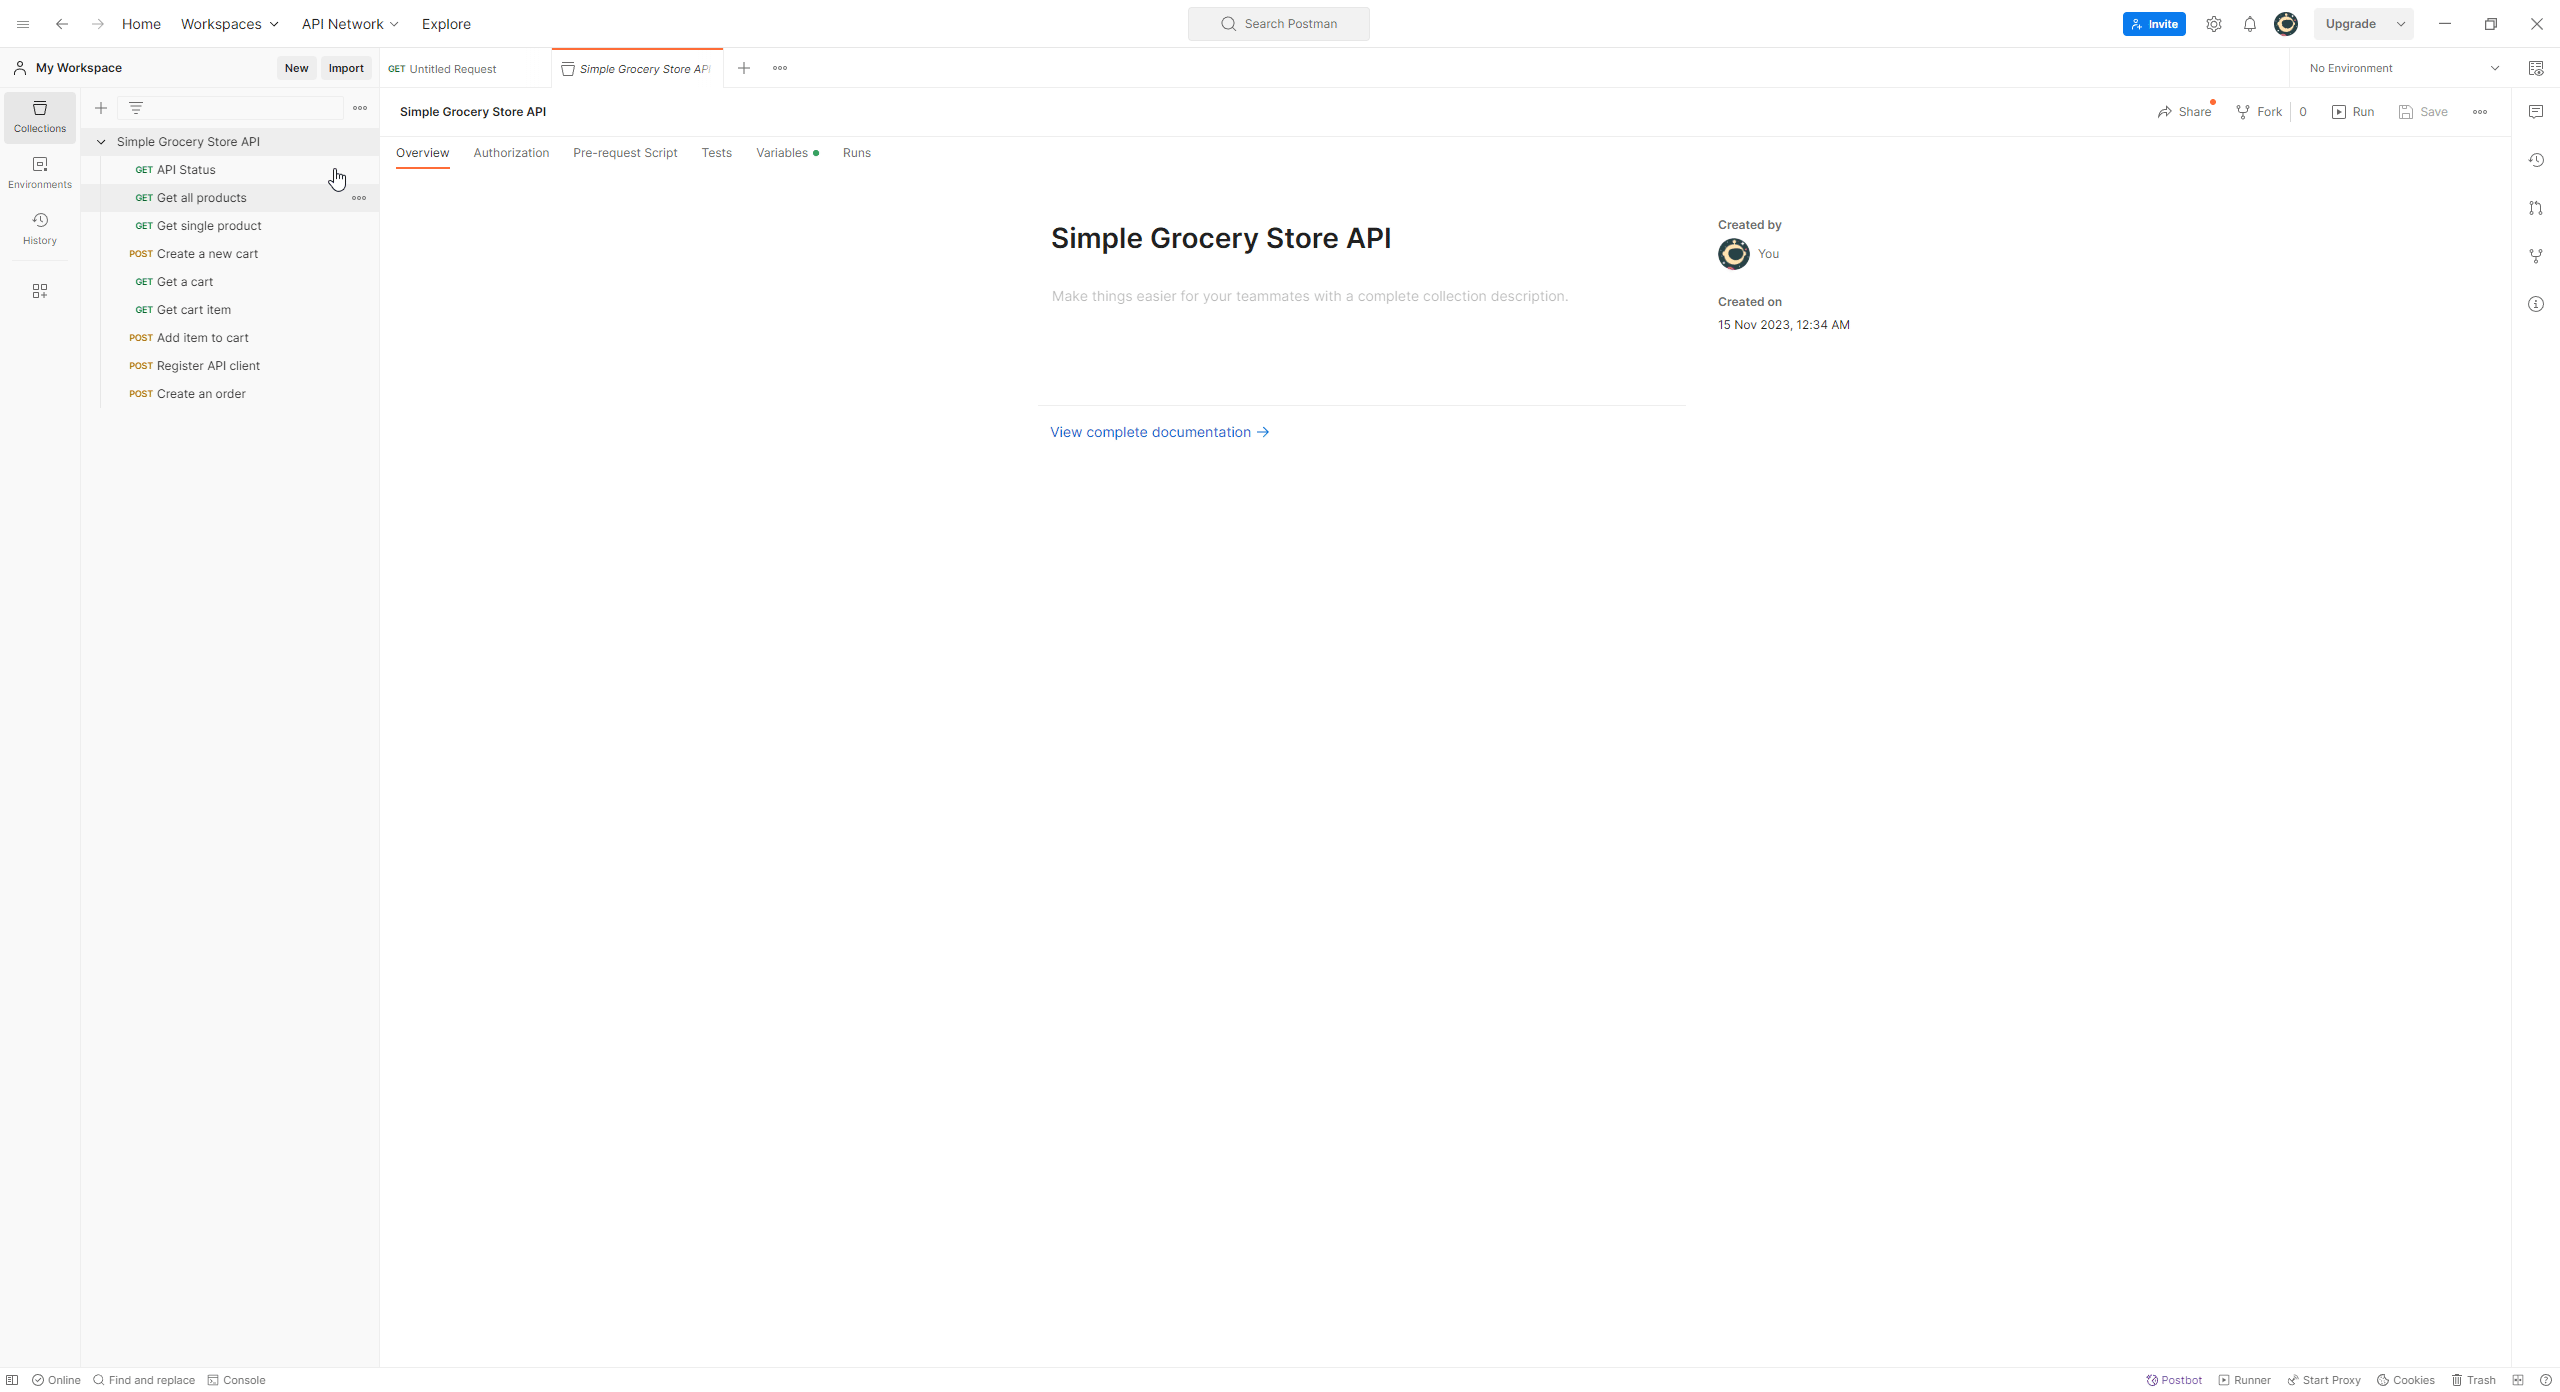 Home Workspaces API Network Explore Search Postman Invite Upgrade
My Workspace New Import GET Untitled Request Simple Grocery Store API No Environment
Collections
Environments
History
Simple Grocery Store API
GET API Status
GET Get all products
GET Get single product
POST Create a new cart
GET Get a cart
GET Get cart item
POST Add item to cart
POST Register API client
POST Create an order
Simple Grocery Store API Share Fork 0 Run Save
Overview Authorization Pre-request Script Tests Variables Runs
Simple Grocery Store API
Make things easier for your teammates with a complete collection description.
View complete documentation
Created by
You
Created on
15 Nov 2023, 12:34 AM
Online Find and replace Console Postbot Runner Start Proxy Cookies Trash